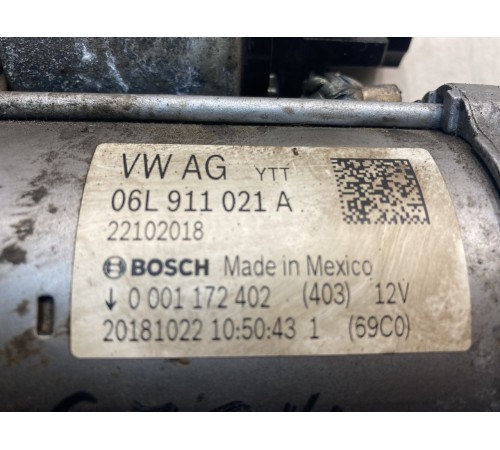 VW AG YTT
06L 911 021 A
22102018
BOSCH Made in Mexico
↓ 0 001 172 402 (403) 12V
20181022 10:50:43 1 (69C0)